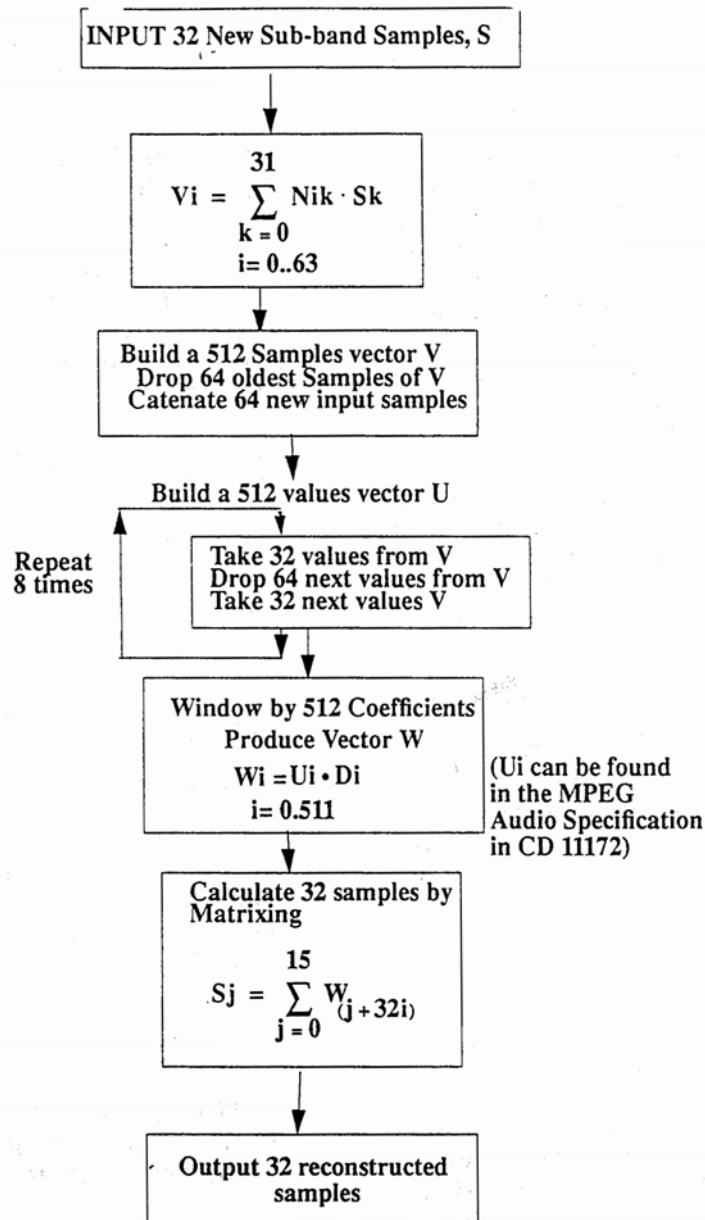 INPUT 32 New Sub-band Samples, S
31
Vi = ∑ Nik · Sk
k = 0
i= 0..63
Build a 512 Samples vector V
Drop 64 oldest Samples of V
Catenate 64 new input samples
Build a 512 values vector U
Repeat
8 times
Take 32 values from V
Drop 64 next values from V
Take 32 next values V
Window by 512 Coefficients
Produce Vector W
Wi = Ui • Di
i= 0.511
(Ui can be found
in the MPEG
Audio Specification
in CD 11172)
Calculate 32 samples by
Matrixing
15
Sj = ∑ W(j + 32i)
j = 0
Output 32 reconstructed
samples